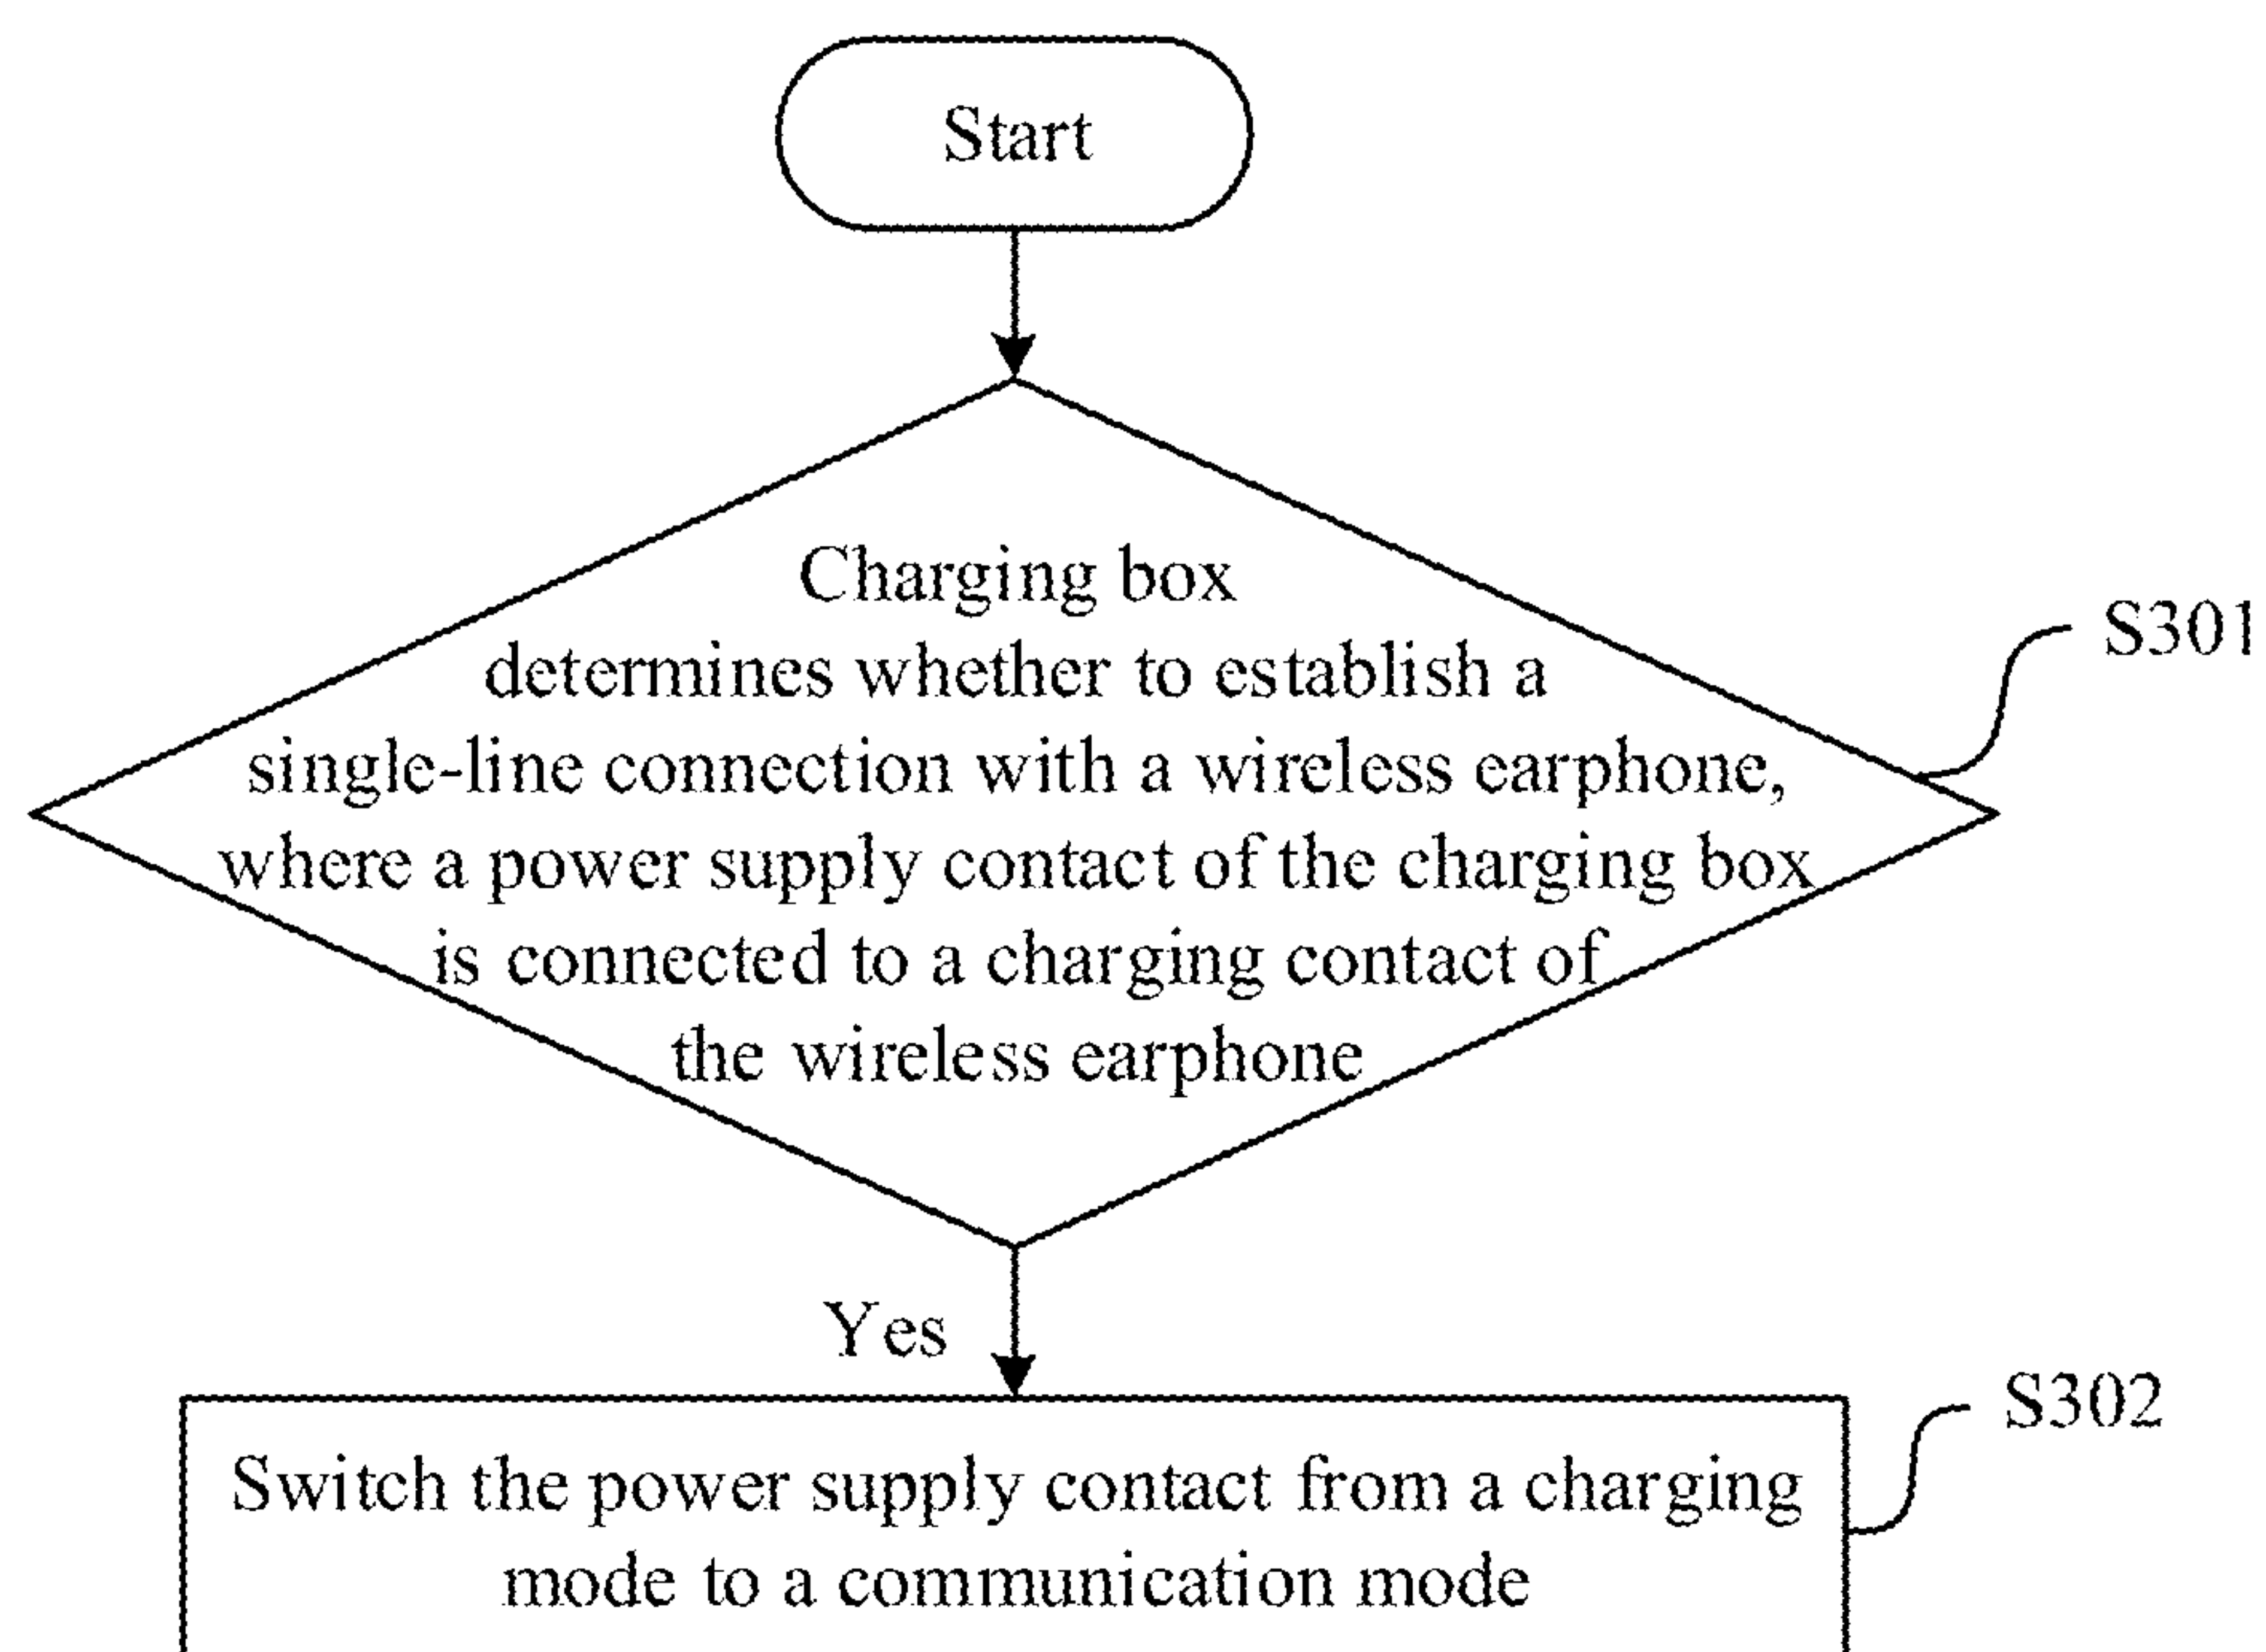 Start
Charging box
determines whether to establish a
single-line connection with a wireless earphone,
where a power supply contact of the charging box
is connected to a charging contact of
the wireless earphone
S301
Yes
S302
Switch the power supply contact from a charging
mode to a communication mode